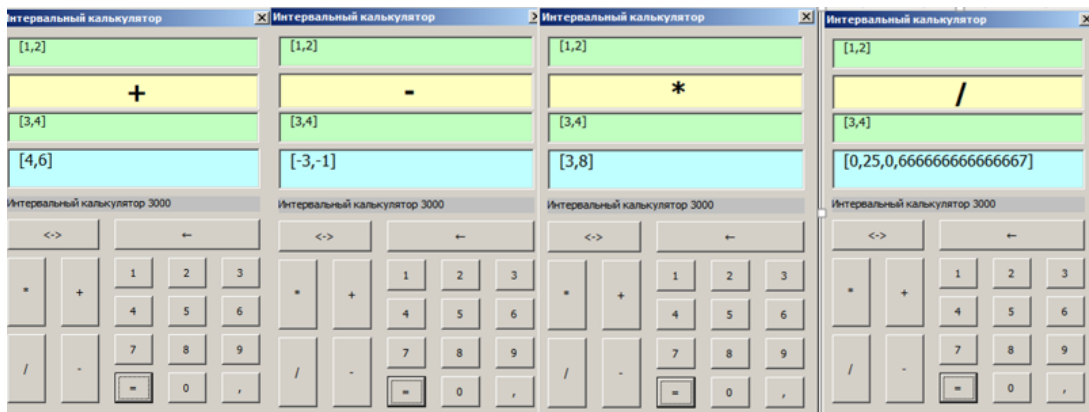 Интервальный калькулятор
[1,2]
+
[3,4]
[4,6]
Интервальный калькулятор 3000
<-> ←
* + 1 2 3
4 5 6
/ - 7 8 9
= 0 ,
Интервальный калькулятор
[1,2]
-
[3,4]
[-3,-1]
Интервальный калькулятор 3000
<-> ←
* + 1 2 3
4 5 6
/ - 7 8 9
= 0 ,
Интервальный калькулятор
[1,2]
*
[3,4]
[3,8]
Интервальный калькулятор 3000
<-> ←
* + 1 2 3
4 5 6
/ - 7 8 9
= 0 ,
Интервальный калькулятор
[1,2]
/
[3,4]
[0,25,0,666666666666667]
Интервальный калькулятор 3000
<-> ←
* + 1 2 3
4 5 6
/ - 7 8 9
= 0 ,